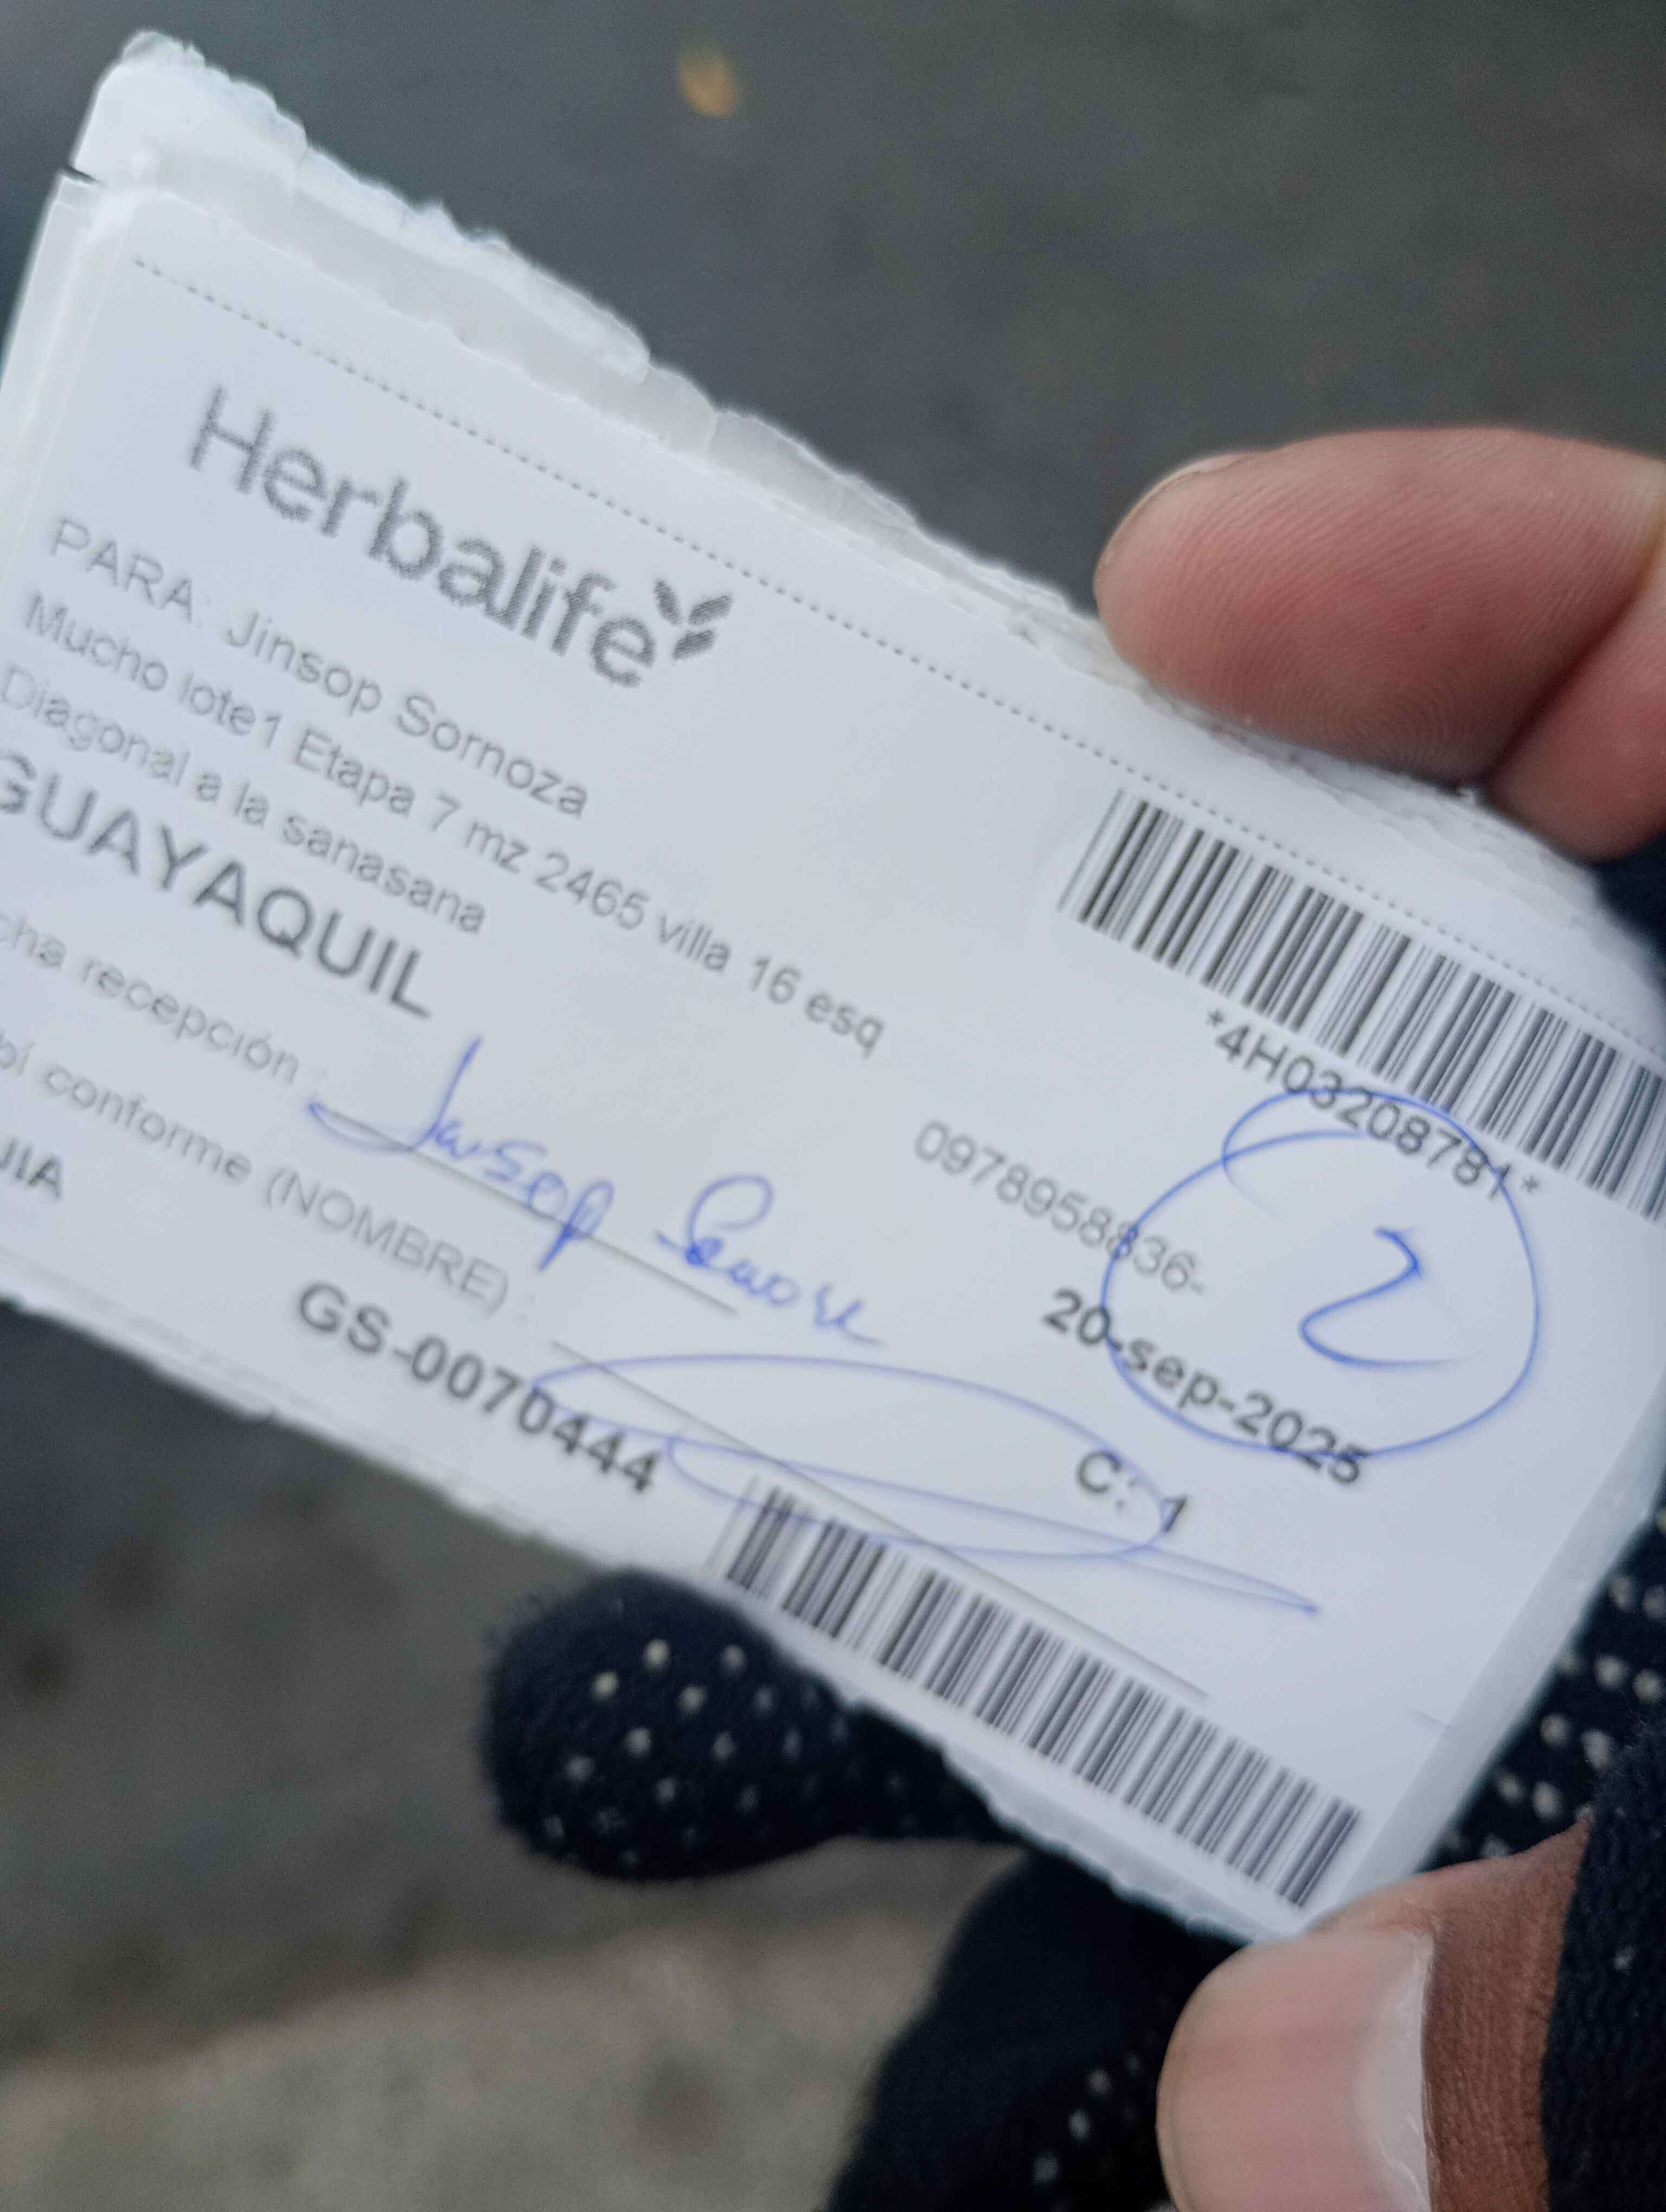 Herbalife
PARA: Jinsop Sornoza
Mucho lote1 Etapa 7 mz 2465 villa 16 esq
Diagonal a la sanasana
GUAYAQUIL
*4H03208781*
2
cha recepción :
Jinsop
0978958836-
bí conforme (NOMBRE) :
20-sep-2025
UIA
GS-0070444
C: 1